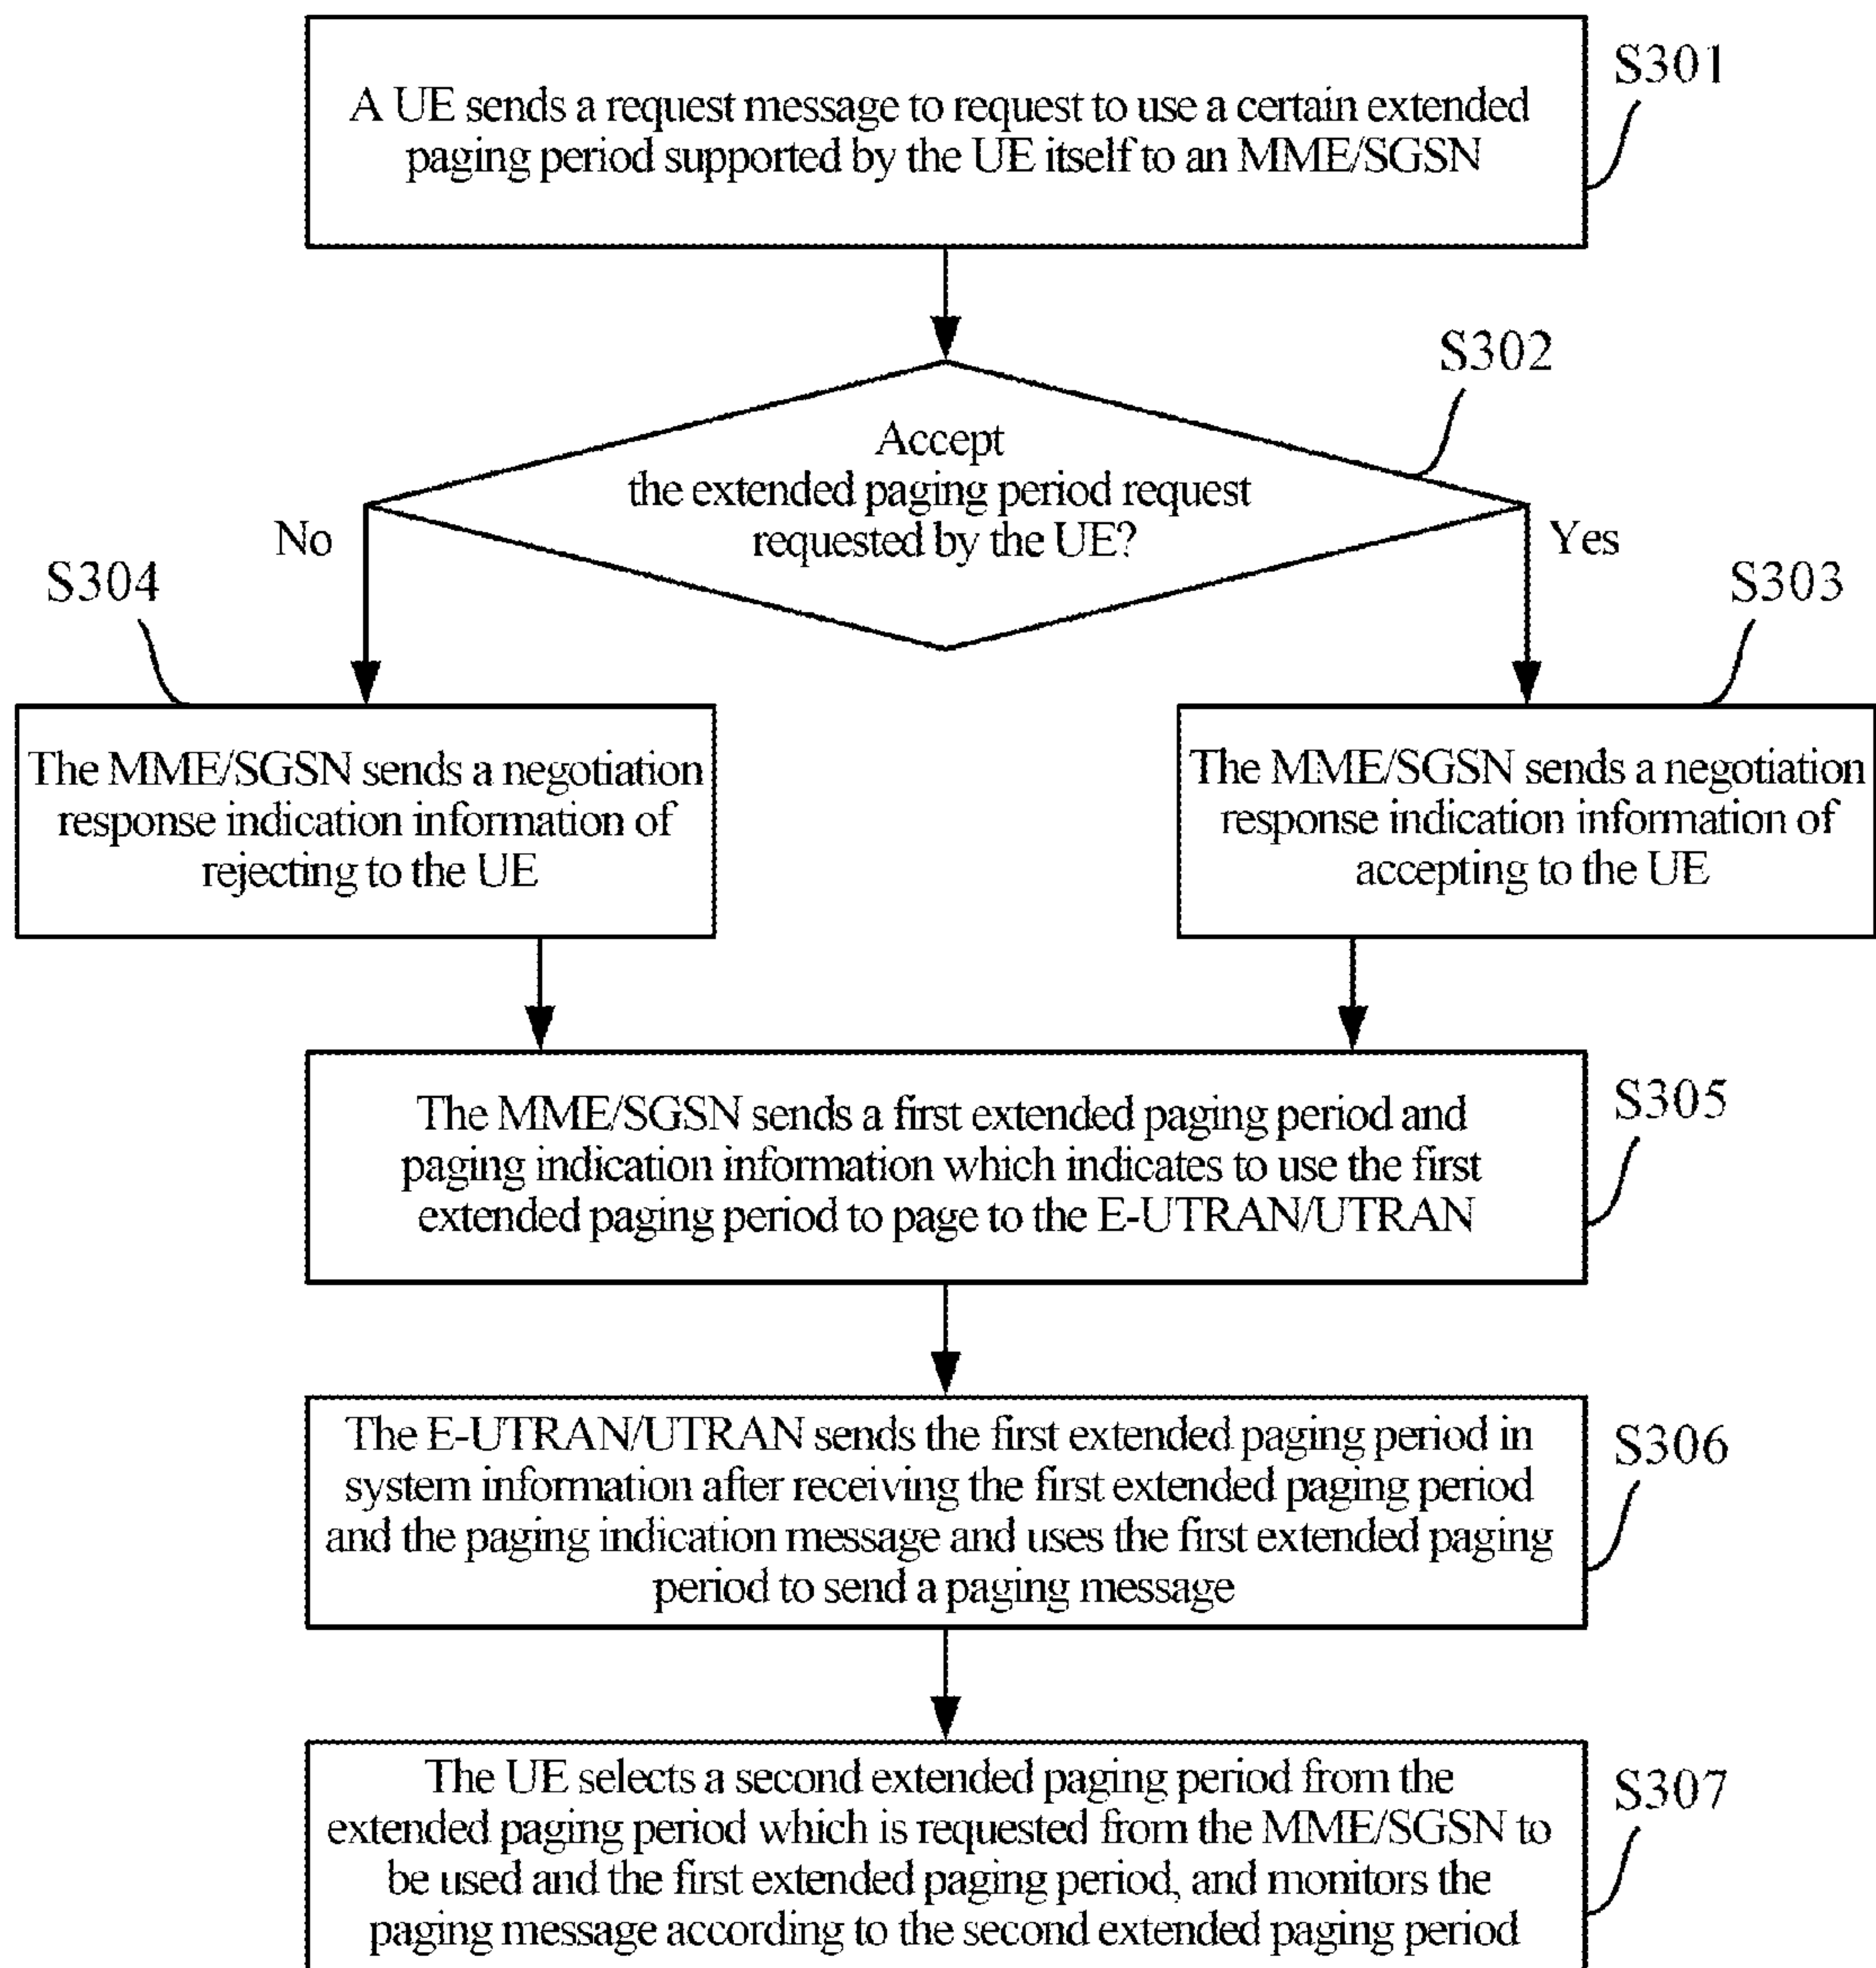 A UE sends a request message to request to use a certain extended
paging period supported by the UE itself to an MME/SGSN
S301
S302
Accept
the extended paging period request
requested by the UE?
No
Yes
S304
S303
The MME/SGSN sends a negotiation
response indication information of
rejecting to the UE
The MME/SGSN sends a negotiation
response indication information of
accepting to the UE
The MME/SGSN sends a first extended paging period and
paging indication information which indicates to use the first
extended paging period to page to the E-UTRAN/UTRAN
S305
The E-UTRAN/UTRAN sends the first extended paging period in
system information after receiving the first extended paging period
and the paging indication message and uses the first extended paging
period to send a paging message
S306
The UE selects a second extended paging period from the
extended paging period which is requested from the MME/SGSN to
be used and the first extended paging period, and monitors the
paging message according to the second extended paging period
S307